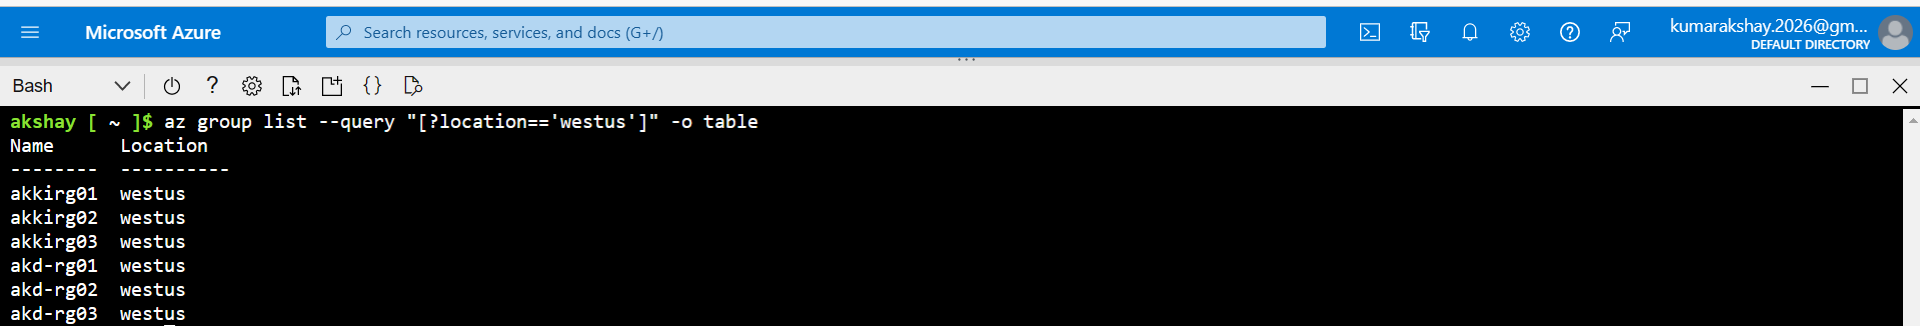 Microsoft Azure
Search resources, services, and docs (G+/)
kumarakshay.2026@gm...
DEFAULT DIRECTORY
Bash
akshay [ ~ ]$ az group list --query "[?location=='westus']" -o table
Name      Location
--------  ----------
akkirg01  westus
akkirg02  westus
akkirg03  westus
akd-rg01  westus
akd-rg02  westus
akd-rg03  westus